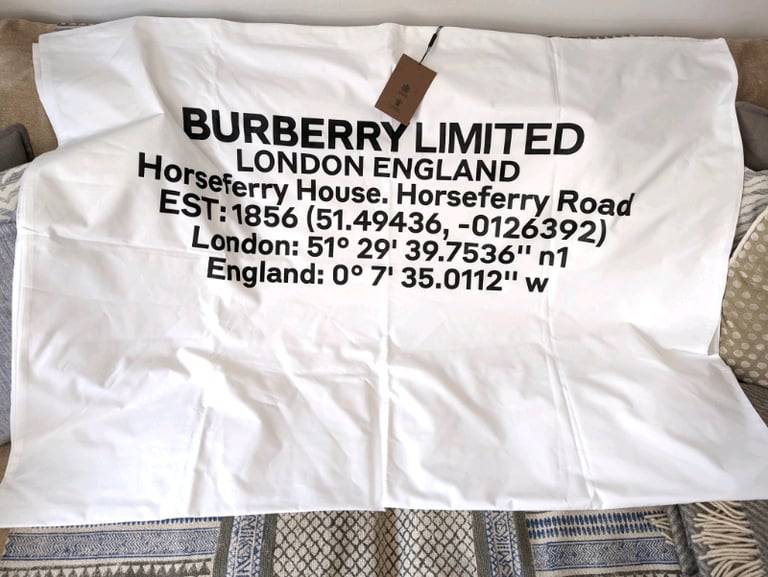 BURBERRY LIMITED
LONDON ENGLAND
Horseferry House. Horseferry Road
EST: 1856 (51.49436, -0126392)
London: 51° 29' 39.7536'' n1
England: 0° 7' 35.0112'' w